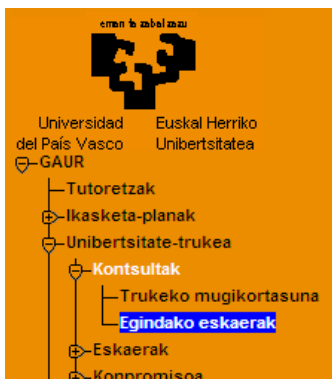 eman ta zabal zazu
Universidad Euskal Herriko
del País Vasco Unibertsitatea
GAUR
Tutoretzak
Ikasketa-planak
Unibertsitate-trukea
Kontsultak
Trukeko mugikortasuna
Egindako eskaerak
Eskaerak
Konpromisoa